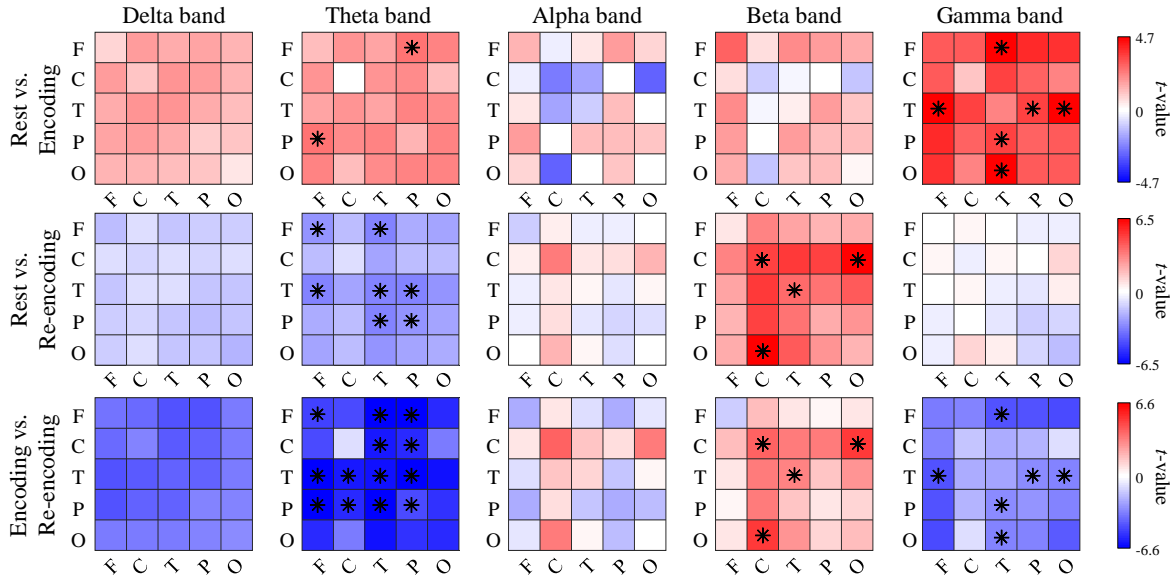 Delta band Theta band Alpha band Beta band Gamma band
Rest vs.
Encoding
F F F F F
C C C C C
T T T T T
P P P P P
O O O O O
F C T P O F C T P O F C T P O F C T P O F C T P O
4.7
0
-4.7
t-value
Rest vs.
Re-encoding
F F F F F
C C C C C
T T T T T
P P P P P
O O O O O
F C T P O F C T P O F C T P O F C T P O F C T P O
6.5
0
-6.5
t-value
Encoding vs.
Re-encoding
F F F F F
C C C C C
T T T T T
P P P P P
O O O O O
F C T P O F C T P O F C T P O F C T P O F C T P O
6.6
0
-6.6
t-value